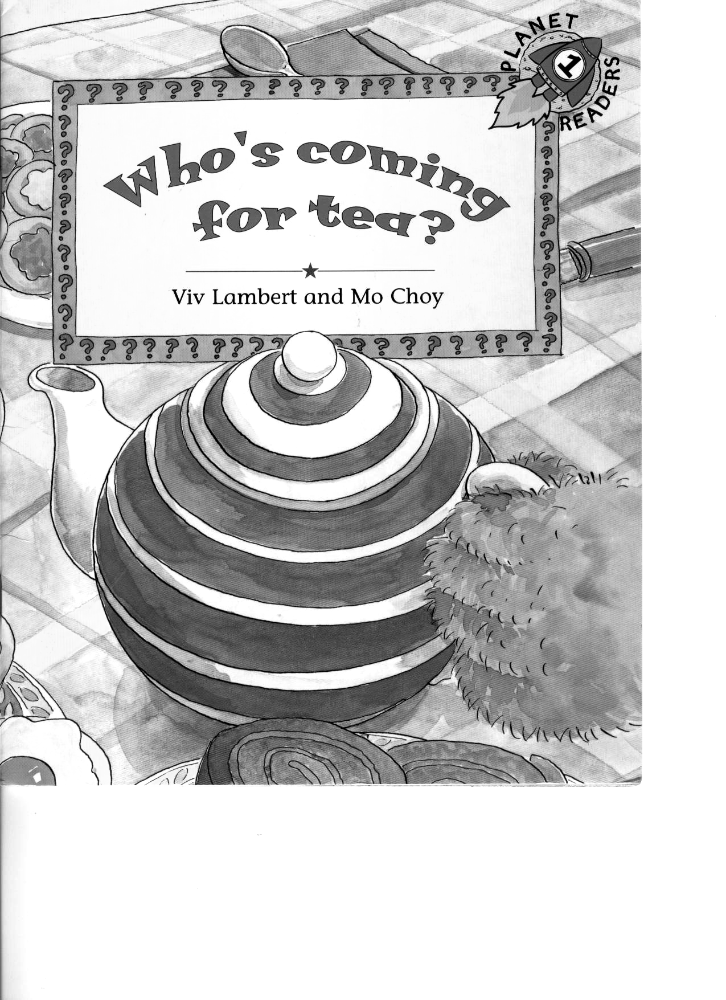 PLANET
1
READERS
Who's coming
for tea?
Viv Lambert and Mo Choy